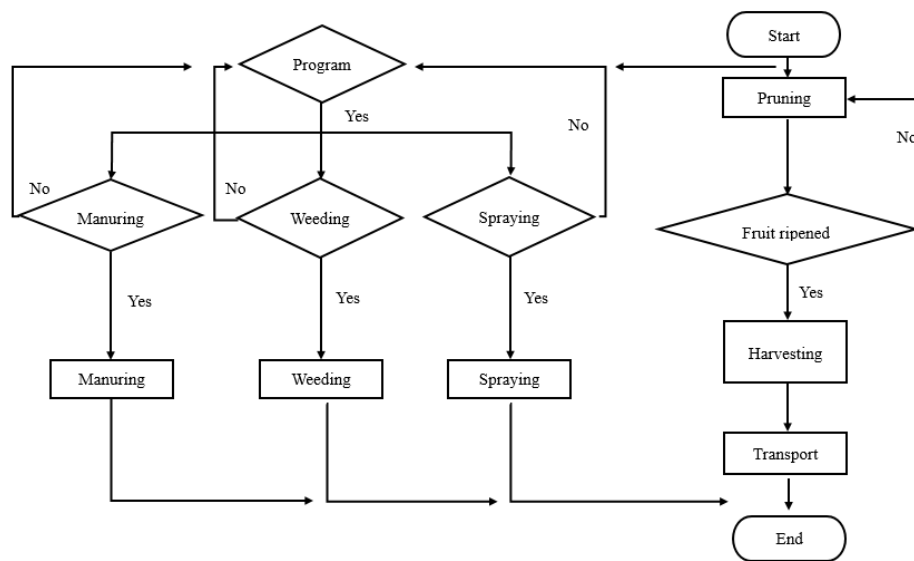 Start
Program
Pruning
Yes
No
No
No
No
Manuring
Weeding
Spraying
Fruit ripened
Yes
Yes
Yes
Yes
Harvesting
Manuring
Weeding
Spraying
Transport
End